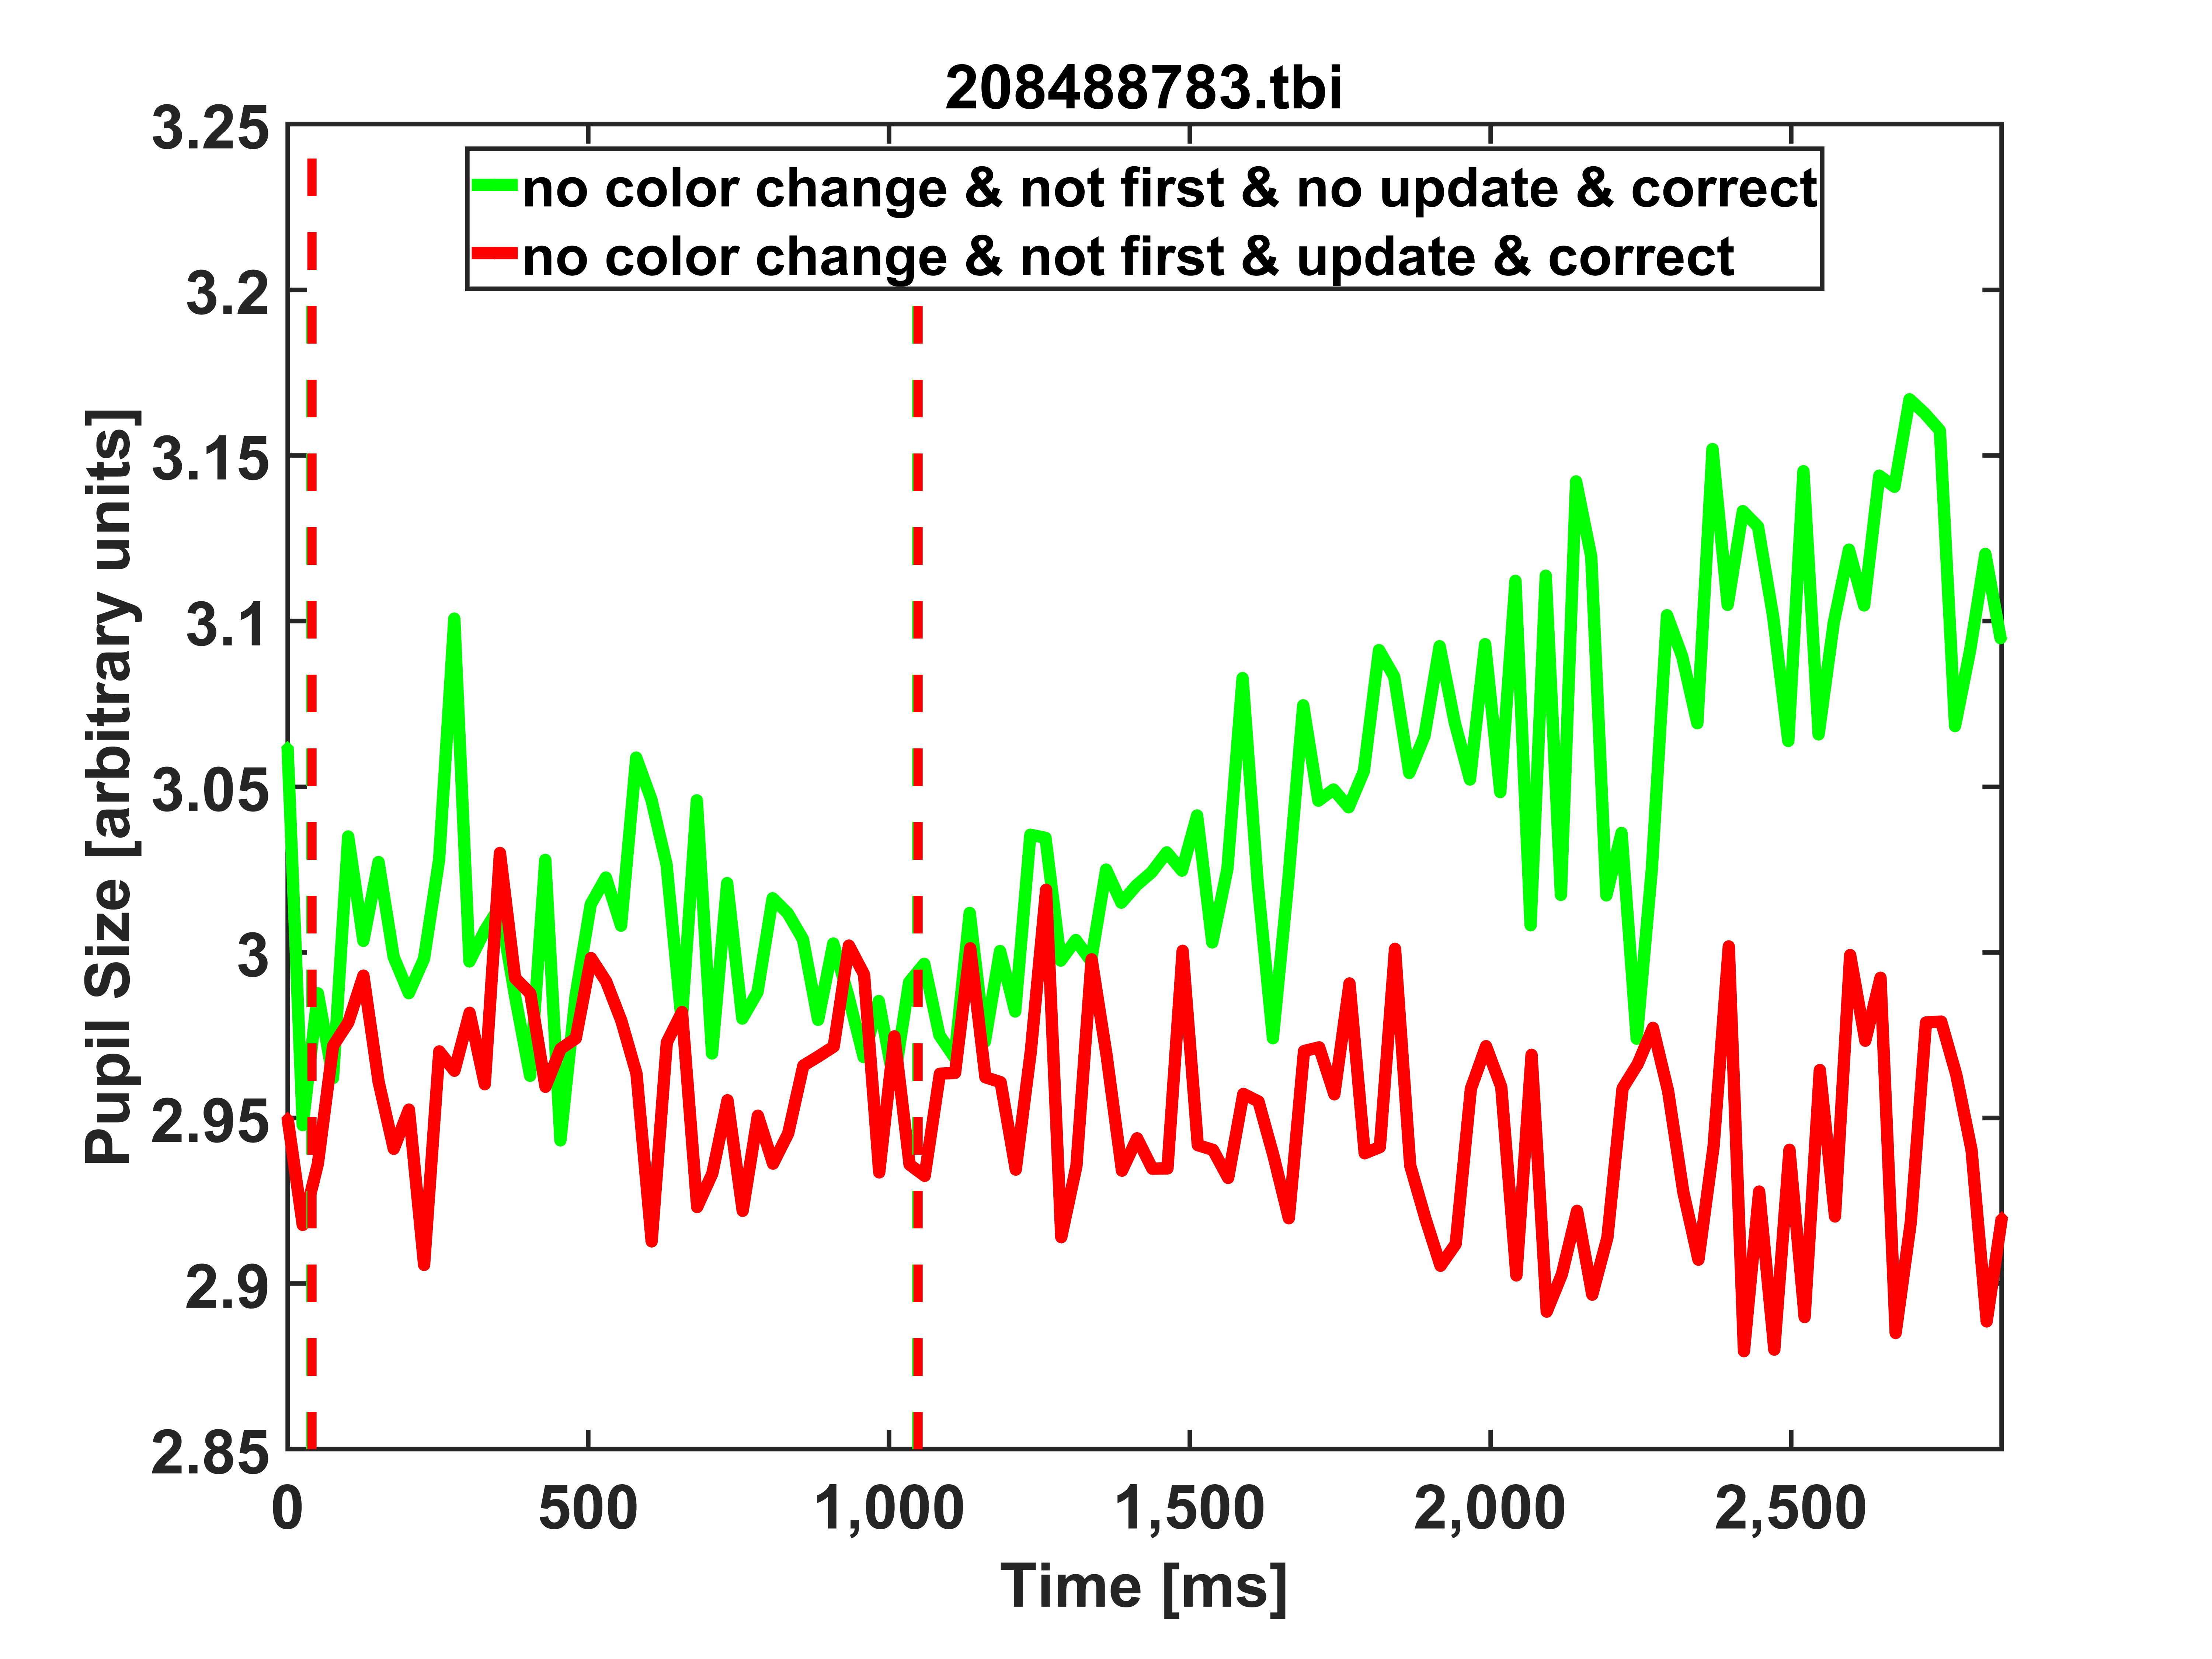 208488783.tbi
no color change & not first & no update & correct
no color change & not first & update & correct
Pupil Size [arbitrary units]
3.25
3.2
3.15
3.1
3.05
3
2.95
2.9
2.85
0 500 1,000 1,500 2,000 2,500
Time [ms]